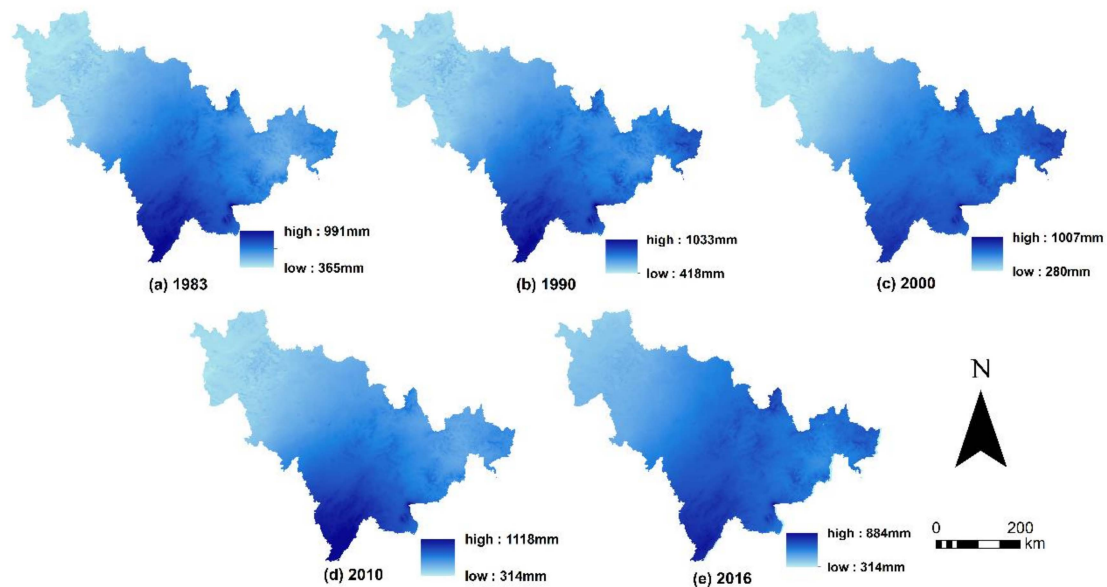 high : 991mm
low : 365mm
(a) 1983
high : 1033mm
low : 418mm
(b) 1990
high : 1007mm
low : 280mm
(c) 2000
N
high : 1118mm
low : 314mm
(d) 2010
high : 884mm
low : 314mm
(e) 2016
0 200
km